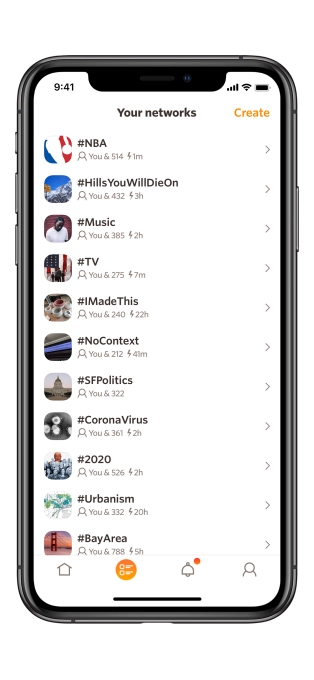 9:41
Your networks Create
#NBA
You & 514 1m
#HillsYouWillDieOn
You & 432 3h
#Music
You & 385 2h
#TV
You & 275 7m
#IMadeThis
You & 240 22h
#NoContext
You & 212 41m
#SFPolitics
You & 322
#CoronaVirus
You & 361 2h
#2020
You & 526 2h
#Urbanism
You & 332 20h
#BayArea
You & 788 5h